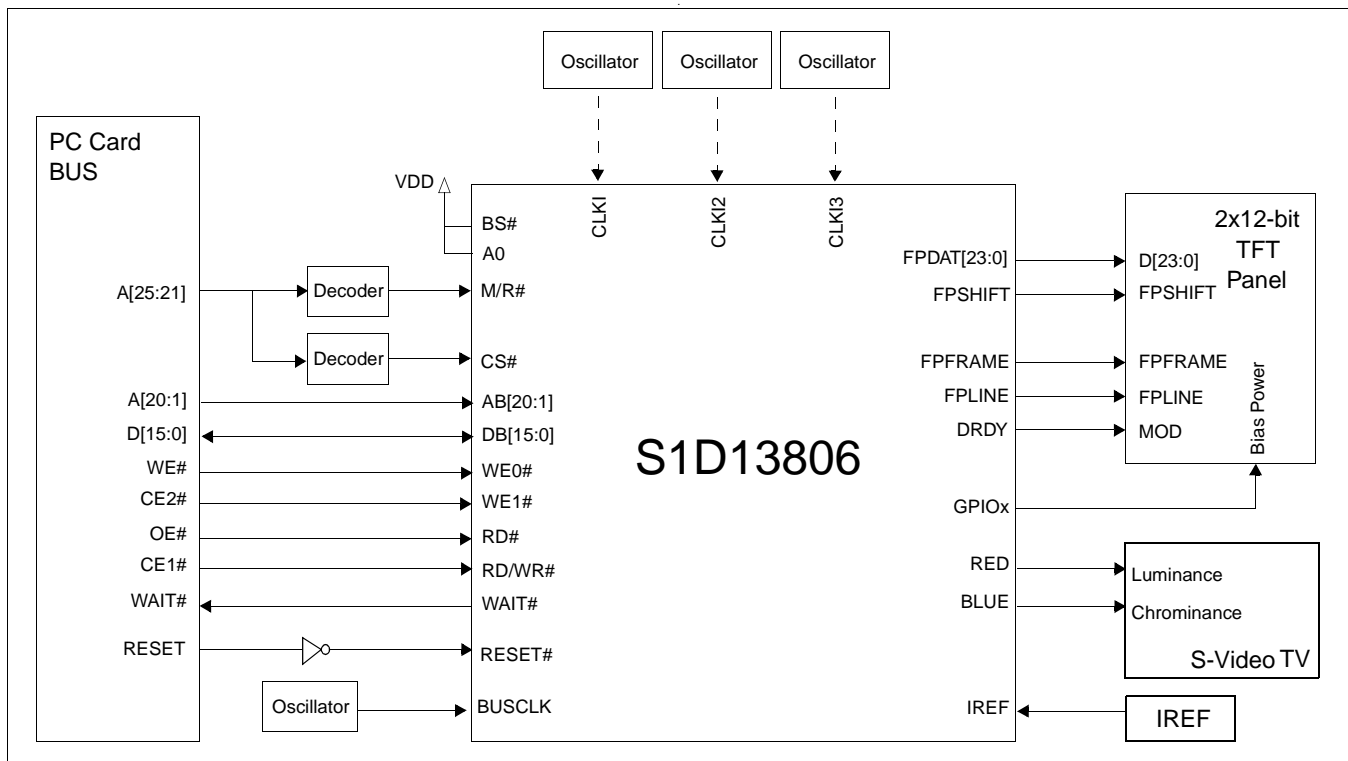 Oscillator
Oscillator
Oscillator
PC Card
BUS
VDD
BS#
A0
CLKI
CLKI2
CLKI3
2x12-bit
TFT
Panel
A[25:21]
Decoder
M/R#
Decoder
CS#
FPDAT[23:0]
D[23:0]
FPSHIFT
FPSHIFT
FPFRAME
FPFRAME
FPLINE
FPLINE
DRDY
MOD
Bias Power
A[20:1]
AB[20:1]
D[15:0]
DB[15:0]
S1D13806
WE#
WE0#
CE2#
WE1#
OE#
RD#
CE1#
RD/WR#
WAIT#
WAIT#
RESET
RESET#
Oscillator
BUSCLK
GPIOx
RED
Luminance
BLUE
Chrominance
S-Video TV
IREF
IREF